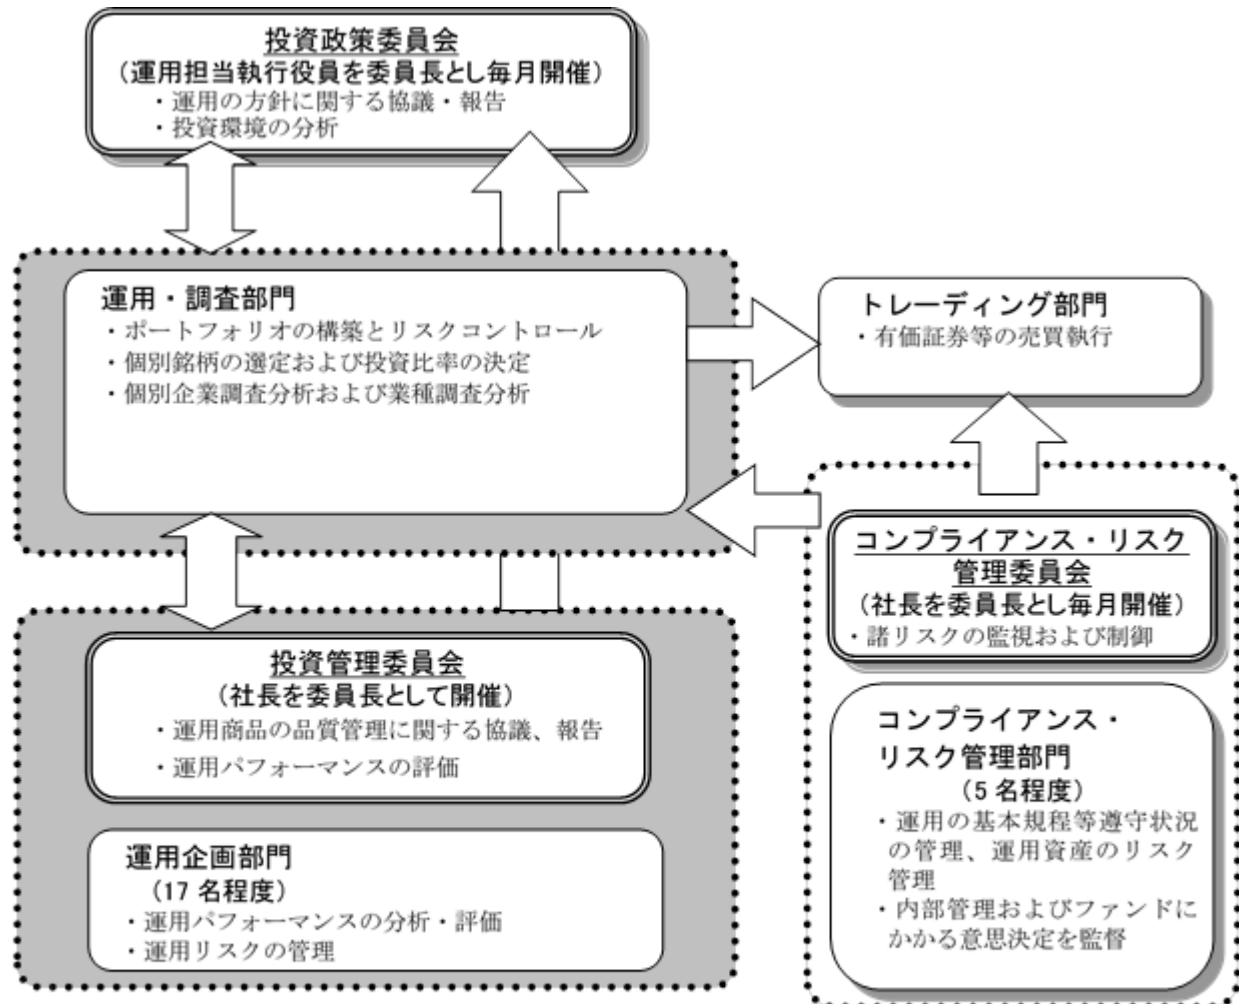 投資政策委員会
（運用担当執行役員を委員長とし毎月開催）
・運用の方針に関する協議・報告
・投資環境の分析
運用・調査部門
・ポートフォリオの構築とリスクコントロール
・個別銘柄の選定および投資比率の決定
・個別企業調査分析および業種調査分析
トレーディング部門
・有価証券等の売買執行
コンプライアンス・リスク
管理委員会
（社長を委員長とし毎月開催）
・諸リスクの監視および制御
投資管理委員会
（社長を委員長として開催）
・運用商品の品質管理に関する協議、報告
・運用パフォーマンスの評価
運用企画部門
（17 名程度）
・運用パフォーマンスの分析・評価
・運用リスクの管理
コンプライアンス・
リスク管理部門
（5 名程度）
・運用の基本規程等遵守状況
の管理、運用資産のリスク
管理
・内部管理およびファンドに
かかる意思決定を監督